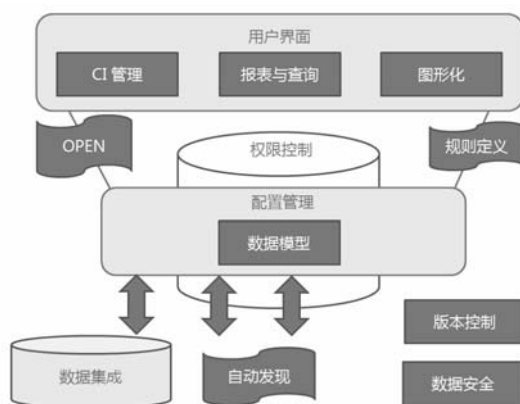 用户界面
CI 管理
报表与查询
图形化
OPEN
权限控制
规则定义
配置管理
数据模型
版本控制
数据集成
自动发现
数据安全